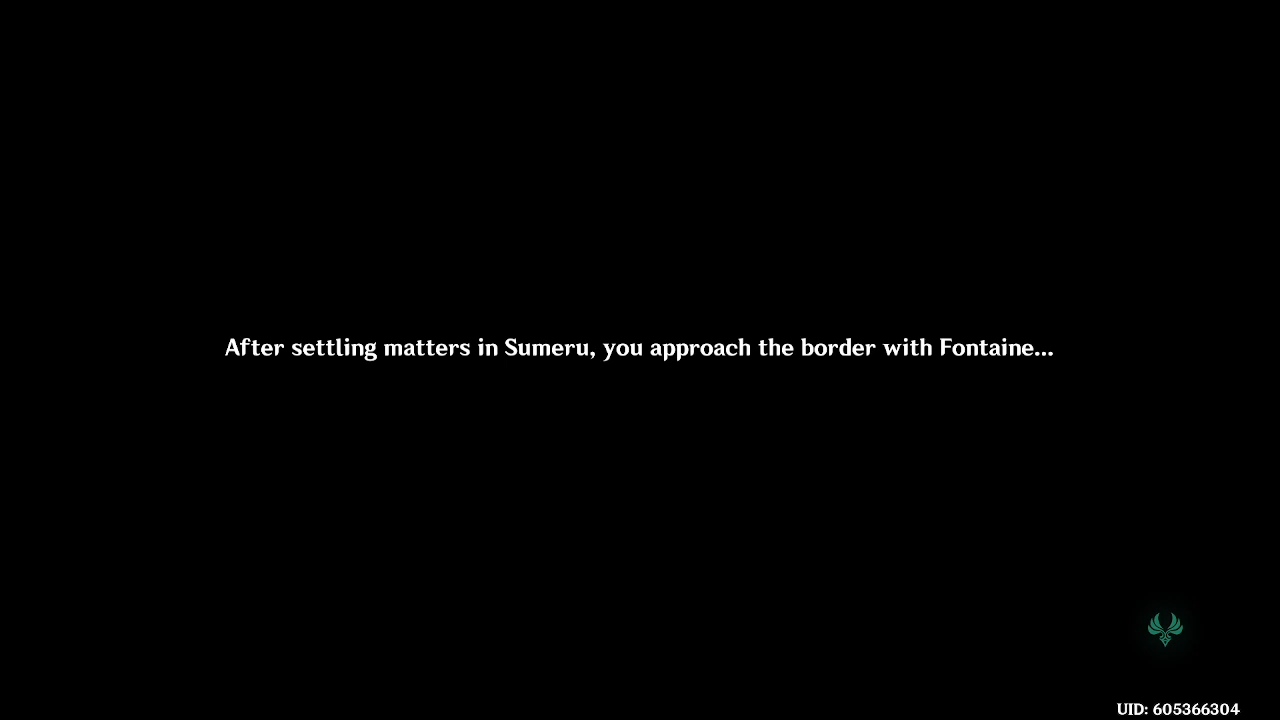 After settling matters in Sumeru, you approach the border with Fontaine...
UID: 605366304